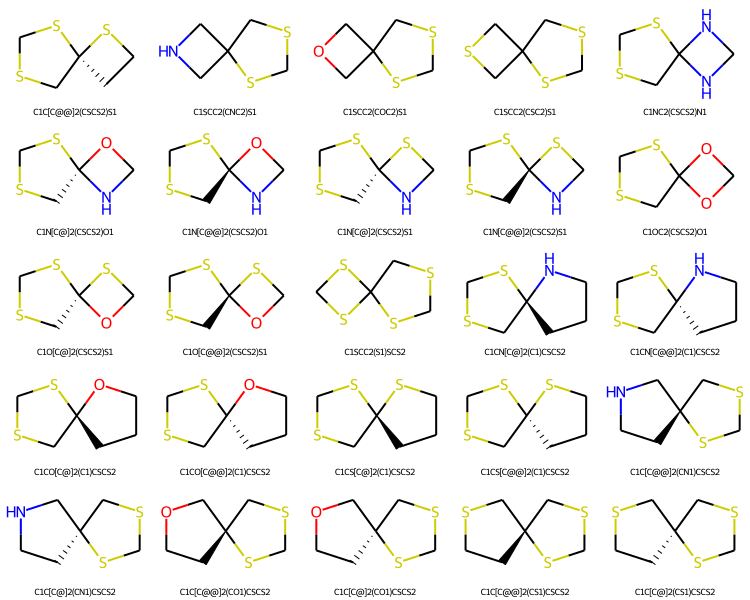 C1C[C@@]2(CSCS2)S1
C1SCC2(CNC2)S1
C1SCC2(COC2)S1
C1SCC2(CSC2)S1
C1NC2(CSCS2)N1
C1N[C@]2(CSCS2)O1
C1N[C@@]2(CSCS2)O1
C1N[C@]2(CSCS2)S1
C1N[C@@]2(CSCS2)S1
C1OC2(CSCS2)O1
C1O[C@]2(CSCS2)S1
C1O[C@@]2(CSCS2)S1
C1SCC2(S1)SCS2
C1CN[C@]2(C1)CSCS2
C1CN[C@@]2(C1)CSCS2
C1CO[C@]2(C1)CSCS2
C1CO[C@@]2(C1)CSCS2
C1CS[C@]2(C1)CSCS2
C1CS[C@@]2(C1)CSCS2
C1C[C@@]2(CN1)CSCS2
C1C[C@]2(CN1)CSCS2
C1C[C@@]2(CO1)CSCS2
C1C[C@]2(CO1)CSCS2
C1C[C@@]2(CS1)CSCS2
C1C[C@]2(CS1)CSCS2